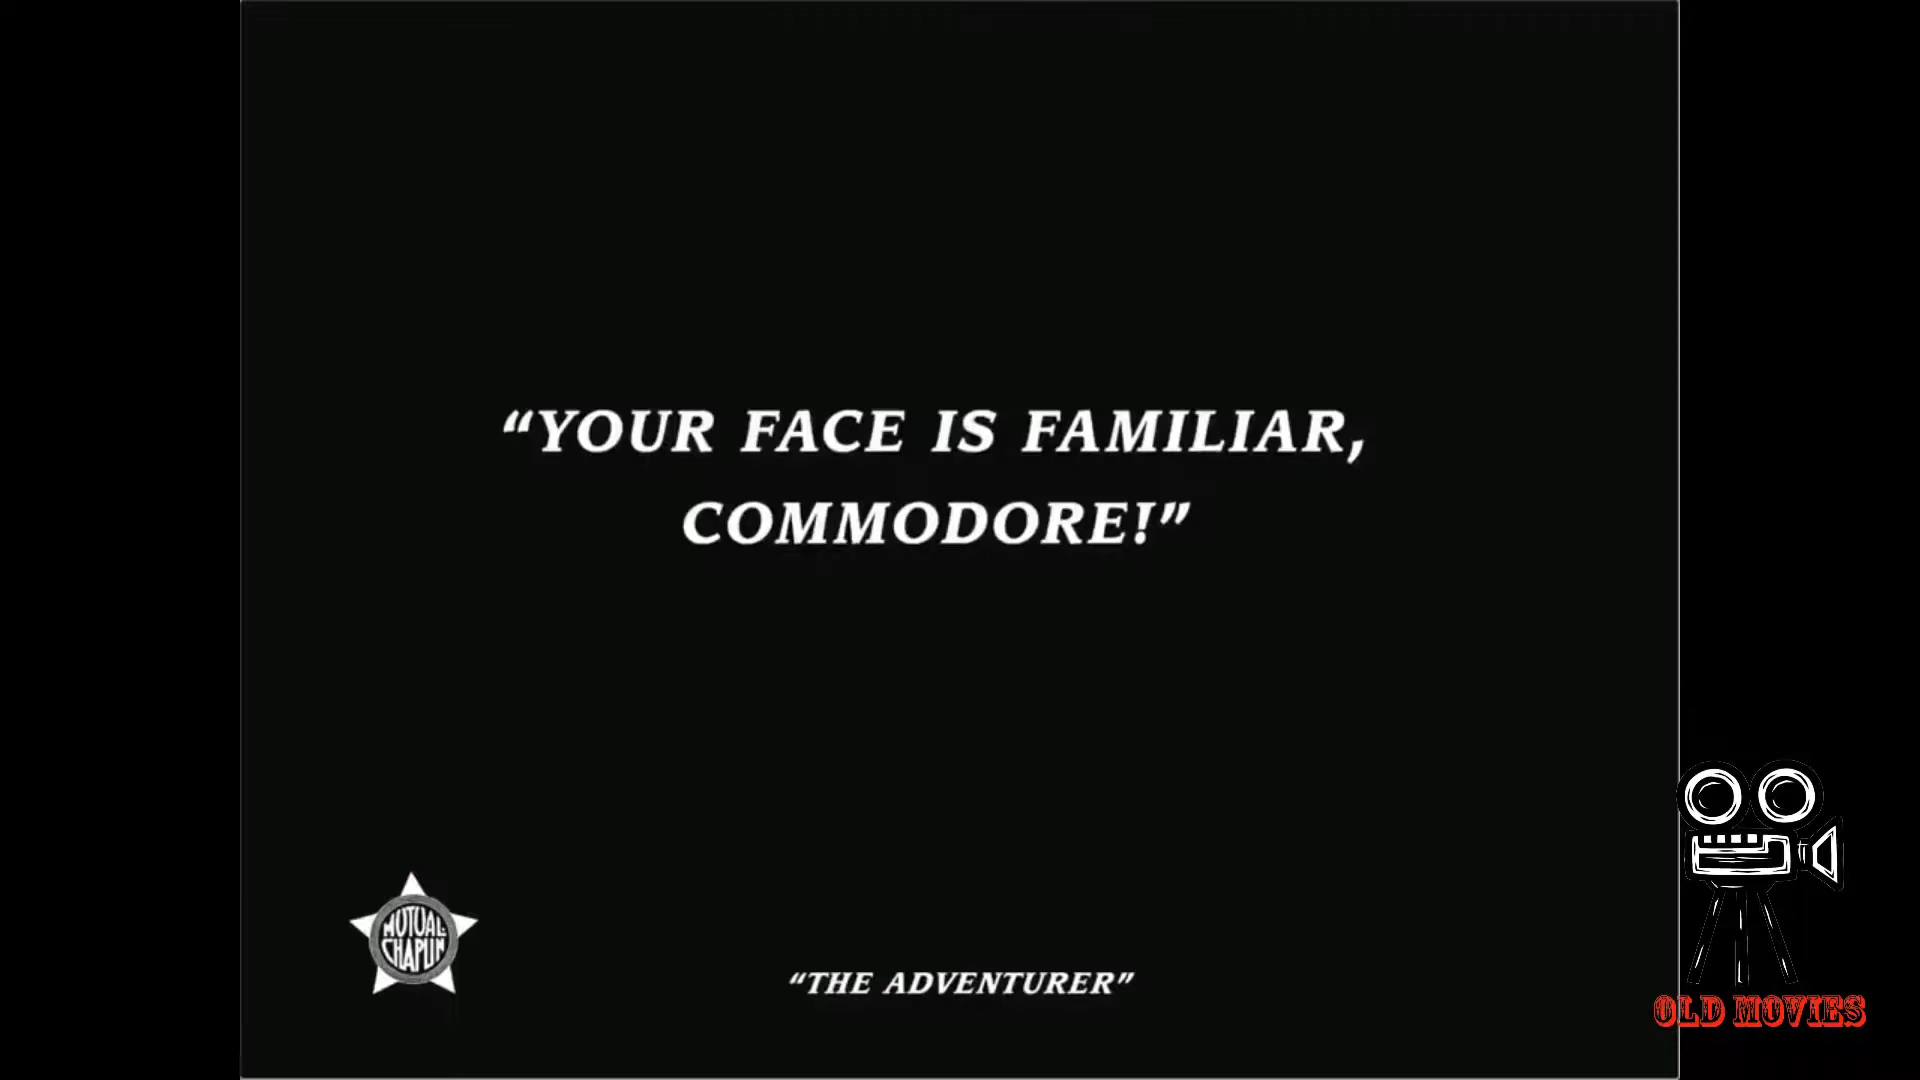 “YOUR FACE IS FAMILIAR,
COMMODORE!”
MUTUAL-
CHAPLIN
“THE ADVENTURER”
OLD MOVIES